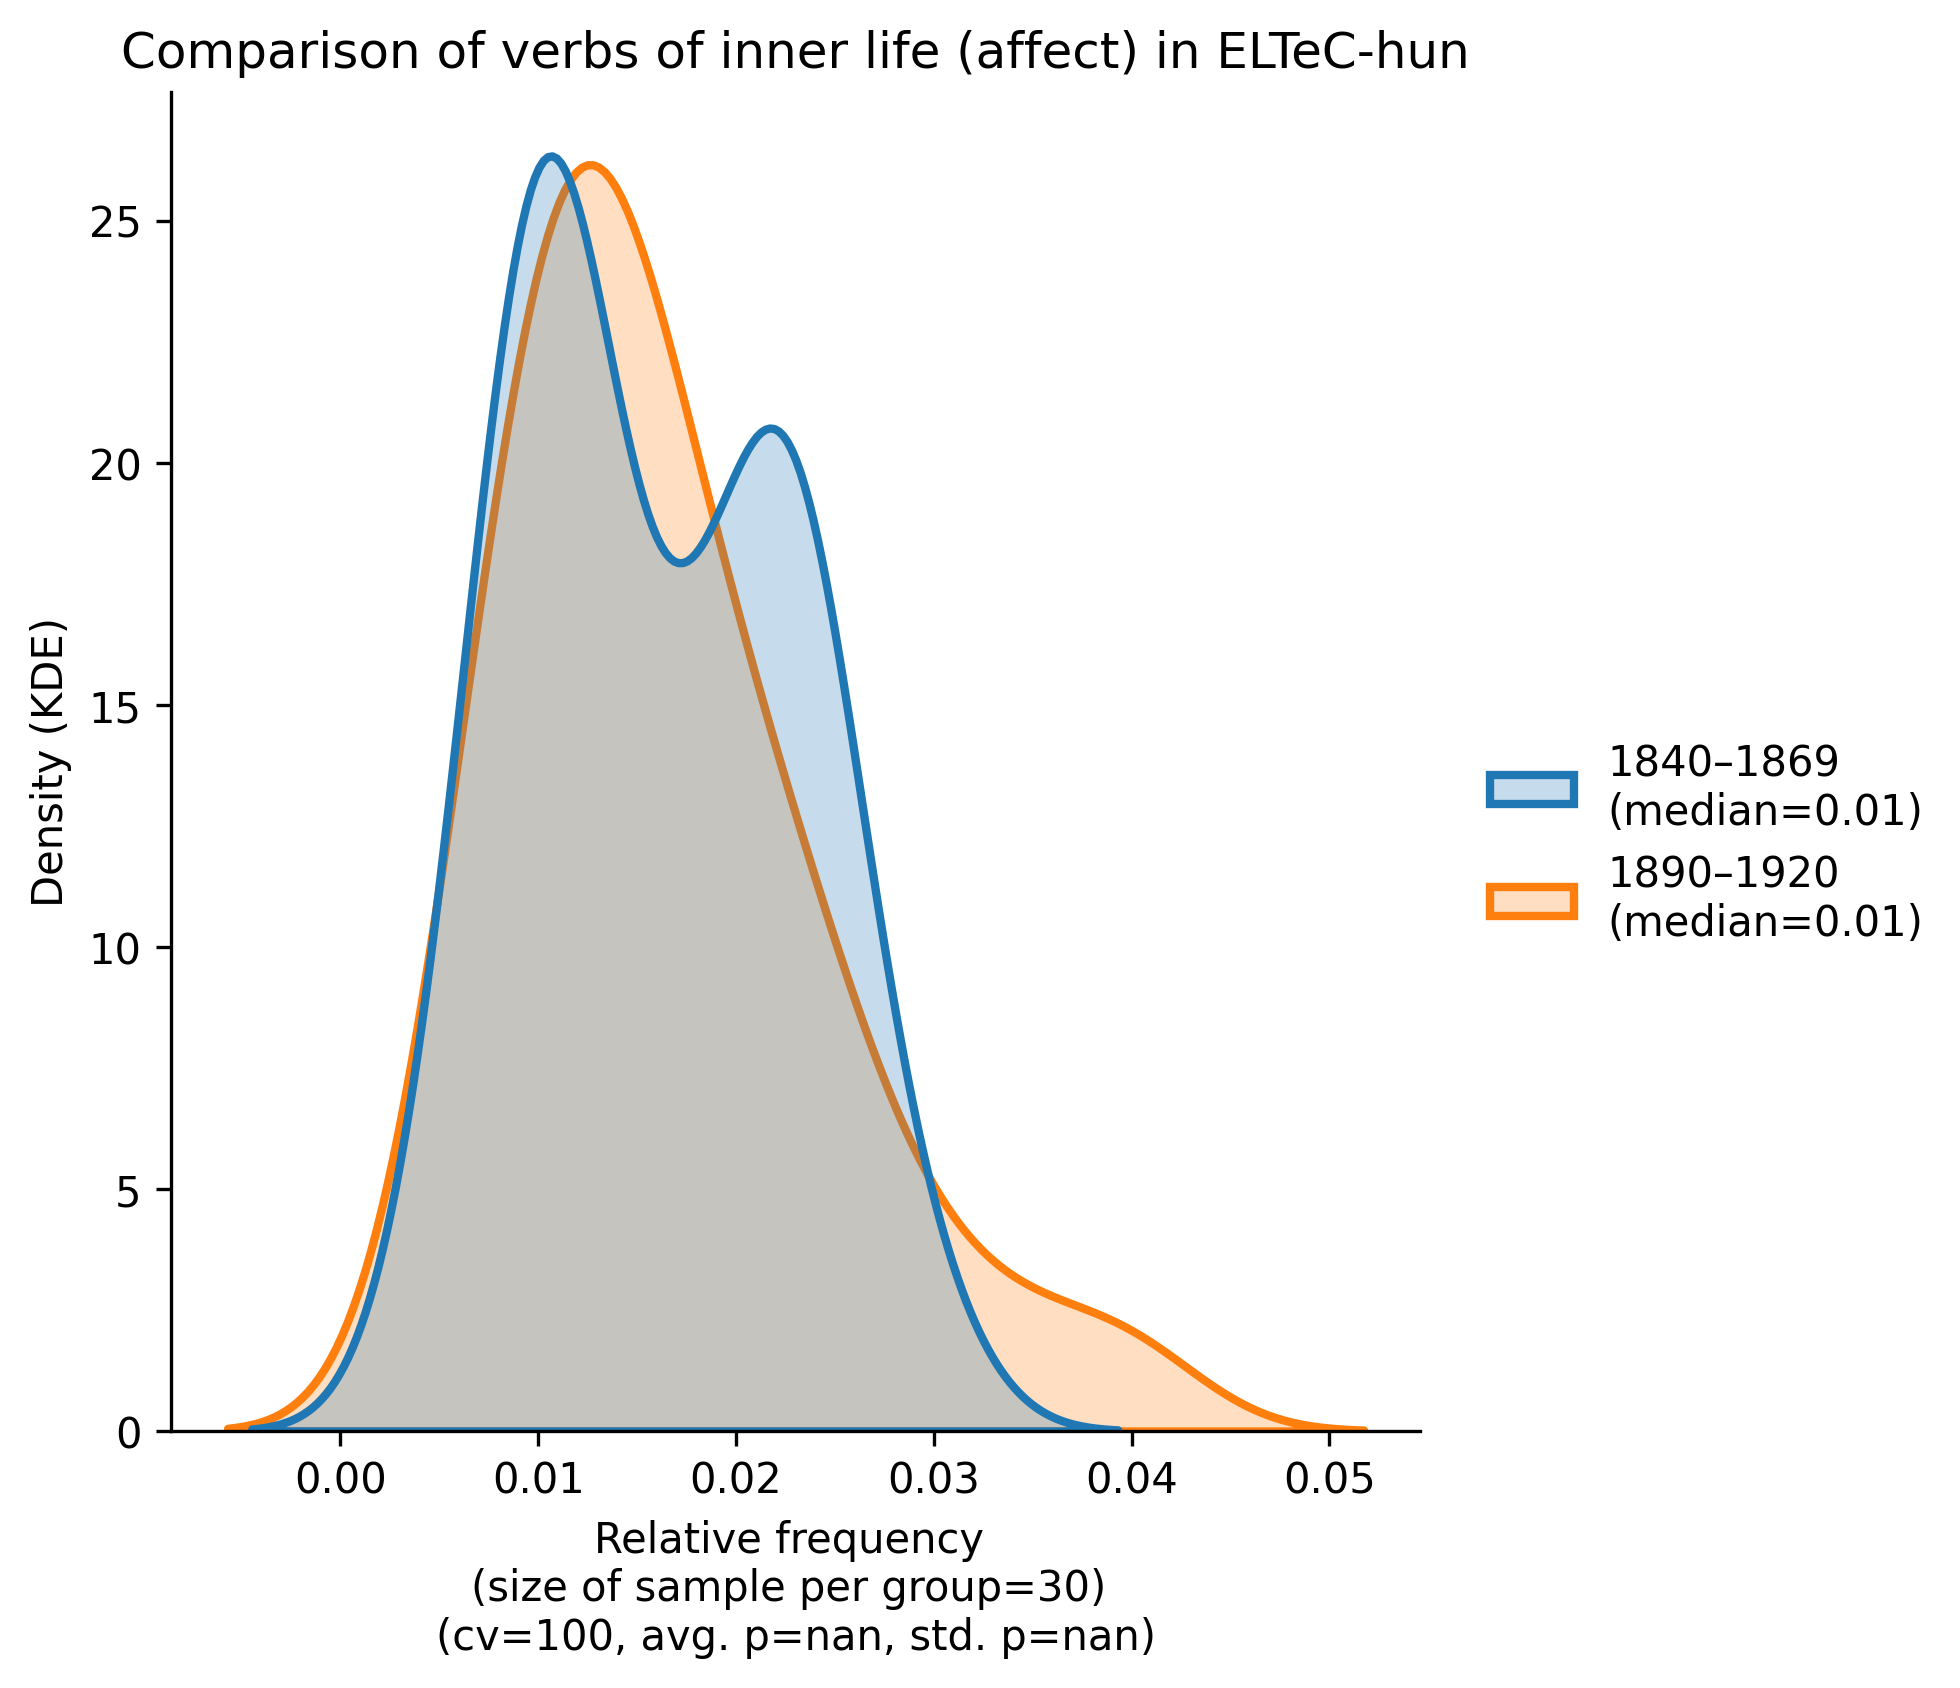 Comparison of verbs of inner life (affect) in ELTeC-hun
Density (KDE)
25
20
15
10
5
0
0.00 0.01 0.02 0.03 0.04 0.05
Relative frequency
(size of sample per group=30)
(cv=100, avg. p=nan, std. p=nan)
1840–1869
(median=0.01)
1890–1920
(median=0.01)